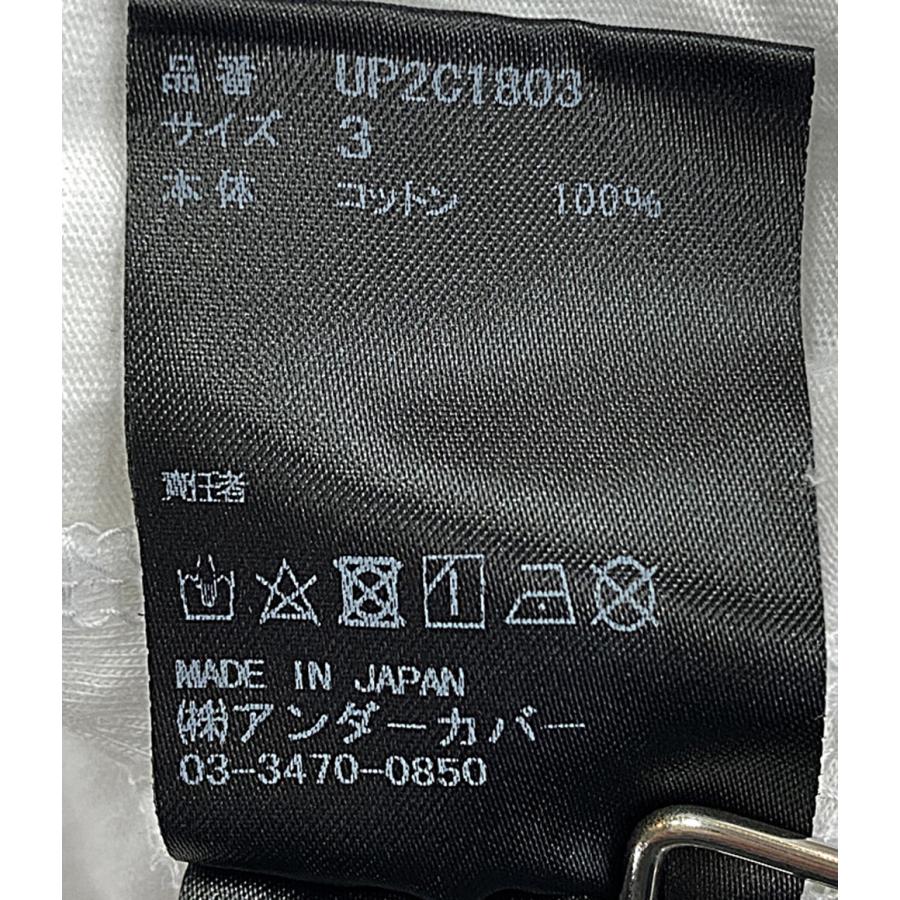 品番 UP2C1803
サイズ 3
本体 コットン 100%
責任者
MADE IN JAPAN
(株)アンダーカバー
03-3470-0850